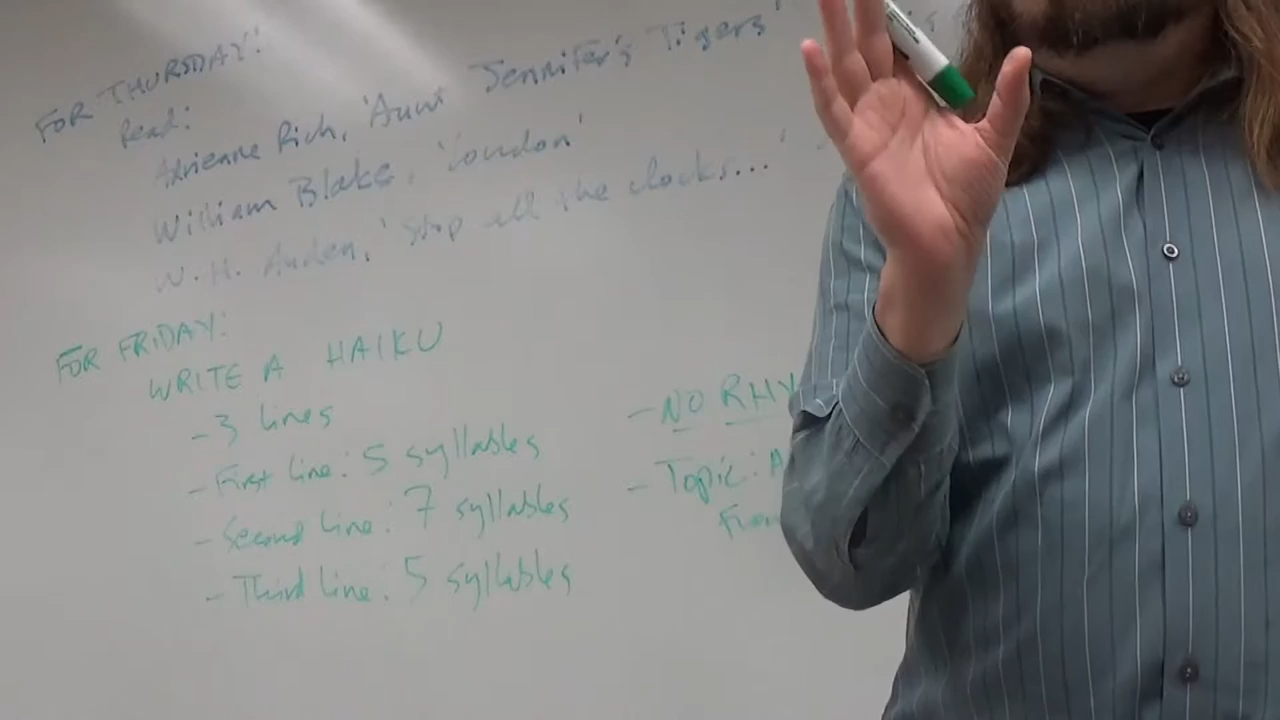 FOR THURSDAY:
Read:
Adrienne Rich, 'Aunt Jennifer's Tigers'
William Blake, 'London'
W. H. Auden, 'Stop all the clocks...'
FOR FRIDAY:
WRITE A HAIKU
- 3 lines
- First line: 5 syllables
- Second line: 7 syllables
- Third line: 5 syllables
- NO RHY
- Topic: A